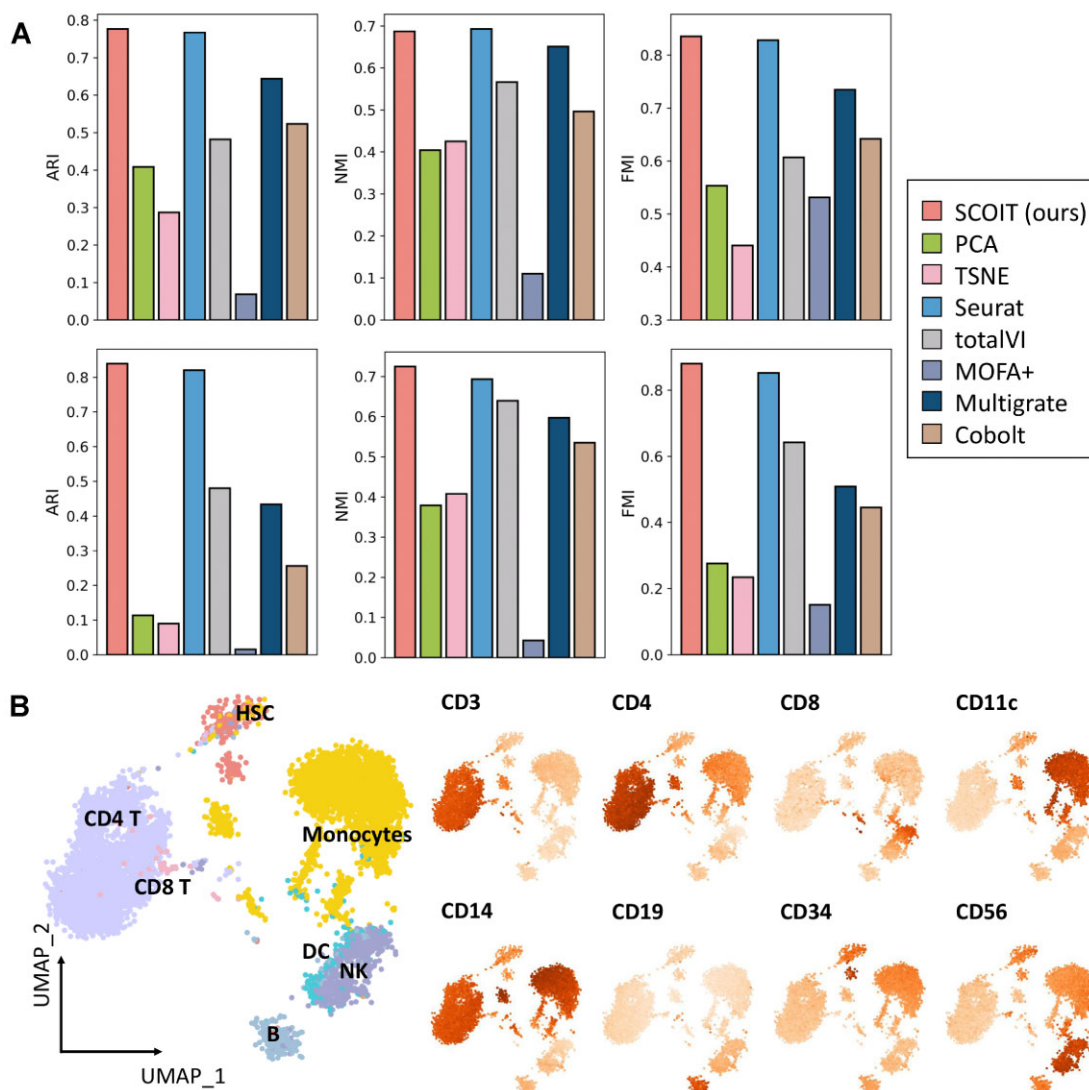 A
0.8
0.7
0.6
0.5
0.4
0.3
0.2
0.1
0.0
ARI
0.7
0.6
0.5
0.4
0.3
0.2
0.1
0.0
NMI
0.8
0.7
0.6
0.5
0.4
0.3
FMI
SCOIT (ours)
PCA
TSNE
Seurat
totalVI
MOFA+
Multigrate
Cobolt
0.8
0.7
0.6
0.5
0.4
0.3
0.2
0.1
0.0
ARI
0.7
0.6
0.5
0.4
0.3
0.2
0.1
0.0
NMI
0.8
0.6
0.4
0.2
0.0
FMI
B
HSC
CD4 T
Monocytes
CD8 T
DC
NK
B
UMAP_2
UMAP_1
CD3 CD4 CD8 CD11c
CD14 CD19 CD34 CD56